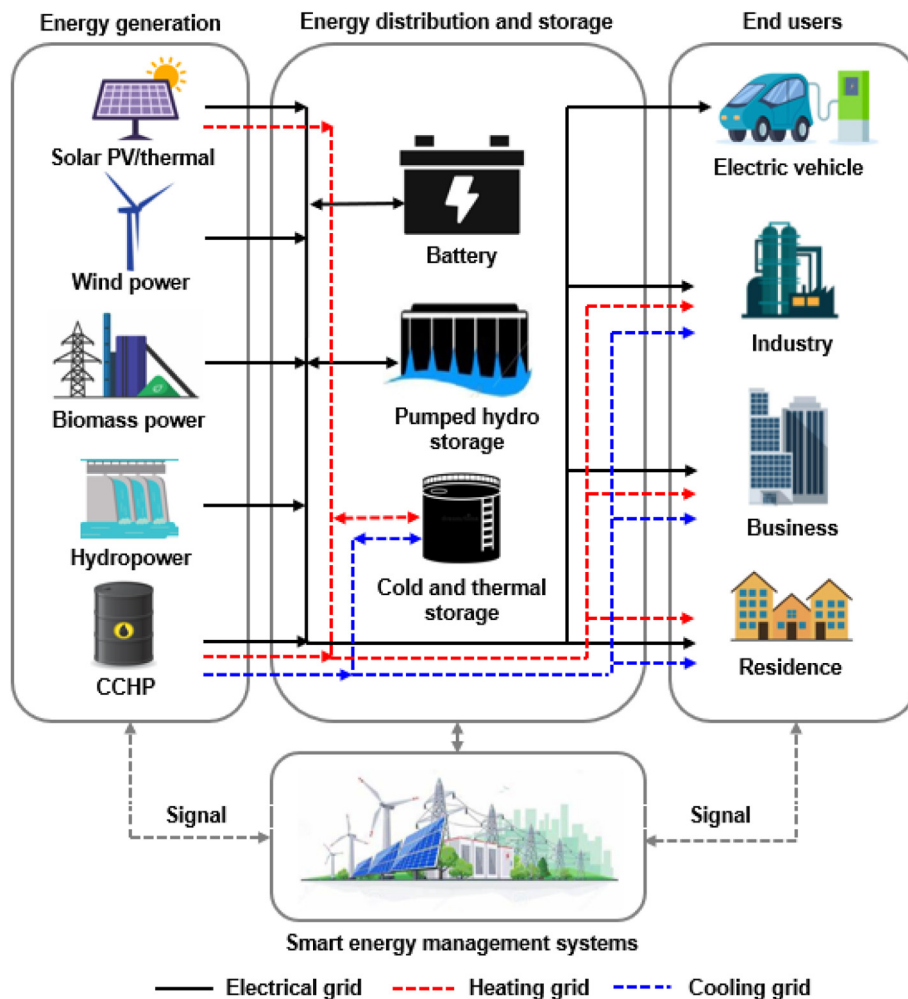 Energy generation
Energy distribution and storage
End users
Solar PV/thermal
Wind power
Biomass power
Hydropower
CCHP
Battery
Pumped hydro
storage
Cold and thermal
storage
Electric vehicle
Industry
Business
Residence
Signal
Signal
Smart energy management systems
Electrical grid
Heating grid
Cooling grid